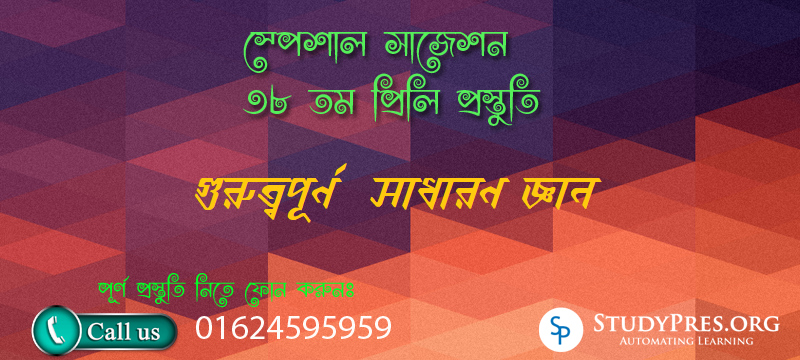 স্পেশাল সাজেশন
৩৮ তম প্রিলি প্রস্তুতি
গুরুত্বপূর্ন সাধারন জ্ঞান
পূর্ণ প্রস্তুতি নিতে ফোন করুনঃ
Call us 01624595959
SP STUDYPRES.ORG
AUTOMATING LEARNING